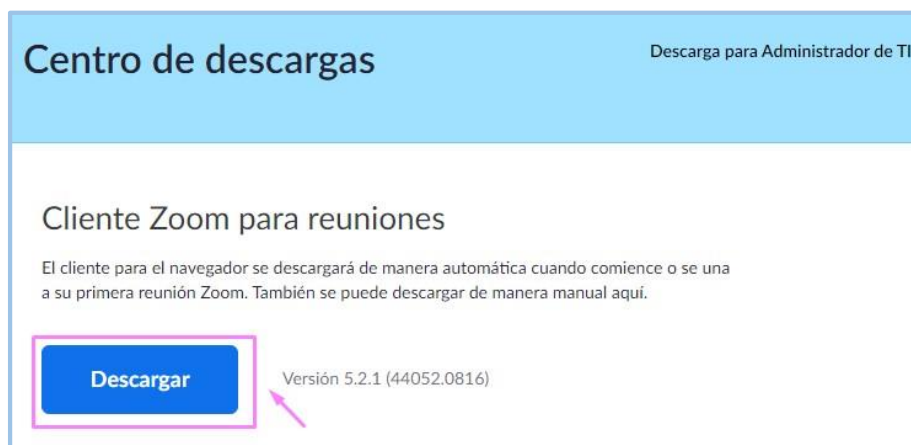 Centro de descargas
Descarga para Administrador de TI
Cliente Zoom para reuniones
El cliente para el navegador se descargará de manera automática cuando comience o se una
a su primera reunión Zoom. También se puede descargar de manera manual aquí.
Descargar
Versión 5.2.1 (44052.0816)